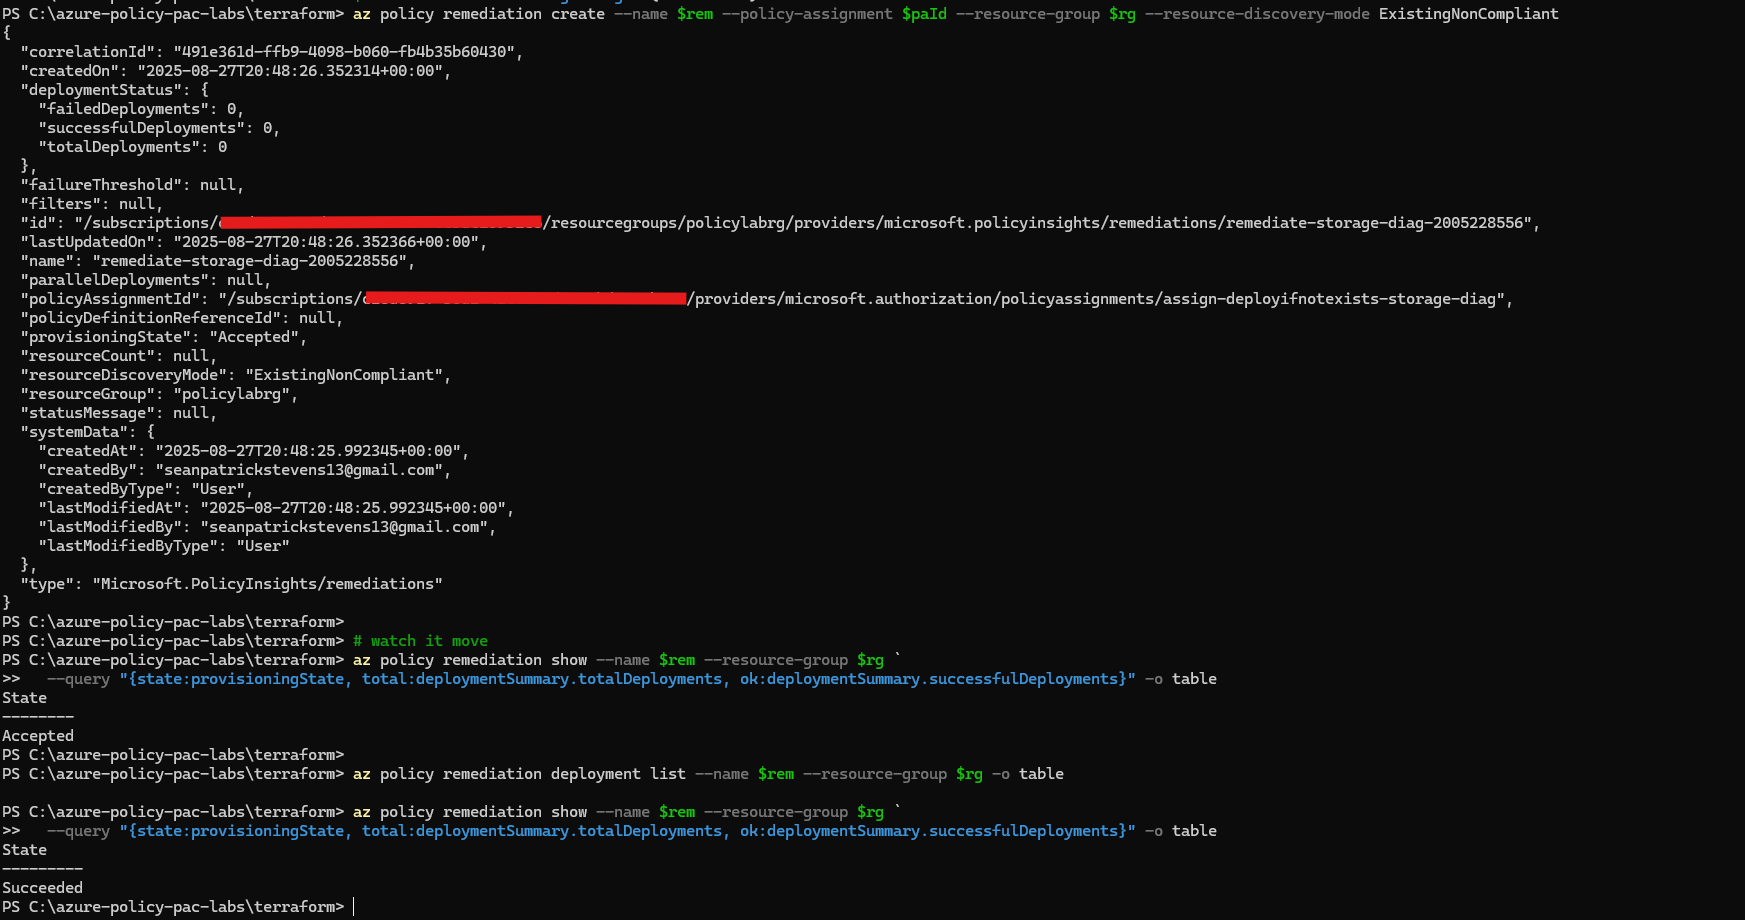 PS C:\azure-policy-pac-labs\terraform> az policy remediation create --name $rem --policy-assignment $paId --resource-group $rg --resource-discovery-mode ExistingNonCompliant
{
  "correlationId": "491e361d-ffb9-4098-b060-fb4b35b60430",
  "createdOn": "2025-08-27T20:48:26.352314+00:00",
  "deploymentStatus": {
    "failedDeployments": 0,
    "successfulDeployments": 0,
    "totalDeployments": 0
  },
  "failureThreshold": null,
  "filters": null,
  "id": "/subscriptions/ /resourcegroups/policylabrg/providers/microsoft.policyinsights/remediations/remediate-storage-diag-2005228556",
  "lastUpdatedOn": "2025-08-27T20:48:26.352366+00:00",
  "name": "remediate-storage-diag-2005228556",
  "parallelDeployments": null,
  "policyAssignmentId": "/subscriptions/ /providers/microsoft.authorization/policyassignments/assign-deployifnotexists-storage-diag",
  "policyDefinitionReferenceId": null,
  "provisioningState": "Accepted",
  "resourceCount": null,
  "resourceDiscoveryMode": "ExistingNonCompliant",
  "resourceGroup": "policylabrg",
  "statusMessage": null,
  "systemData": {
    "createdAt": "2025-08-27T20:48:25.992345+00:00",
    "createdBy": "seanpatrickstevens13@gmail.com",
    "createdByType": "User",
    "lastModifiedAt": "2025-08-27T20:48:25.992345+00:00",
    "lastModifiedBy": "seanpatrickstevens13@gmail.com",
    "lastModifiedByType": "User"
  },
  "type": "Microsoft.PolicyInsights/remediations"
}
PS C:\azure-policy-pac-labs\terraform>
PS C:\azure-policy-pac-labs\terraform> # watch it move
PS C:\azure-policy-pac-labs\terraform> az policy remediation show --name $rem --resource-group $rg `
>>   --query "{state:provisioningState, total:deploymentSummary.totalDeployments, ok:deploymentSummary.successfulDeployments}" -o table
State
--------
Accepted
PS C:\azure-policy-pac-labs\terraform>
PS C:\azure-policy-pac-labs\terraform> az policy remediation deployment list --name $rem --resource-group $rg -o table
PS C:\azure-policy-pac-labs\terraform> az policy remediation show --name $rem --resource-group $rg `
>>   --query "{state:provisioningState, total:deploymentSummary.totalDeployments, ok:deploymentSummary.successfulDeployments}" -o table
State
---------
Succeeded
PS C:\azure-policy-pac-labs\terraform>